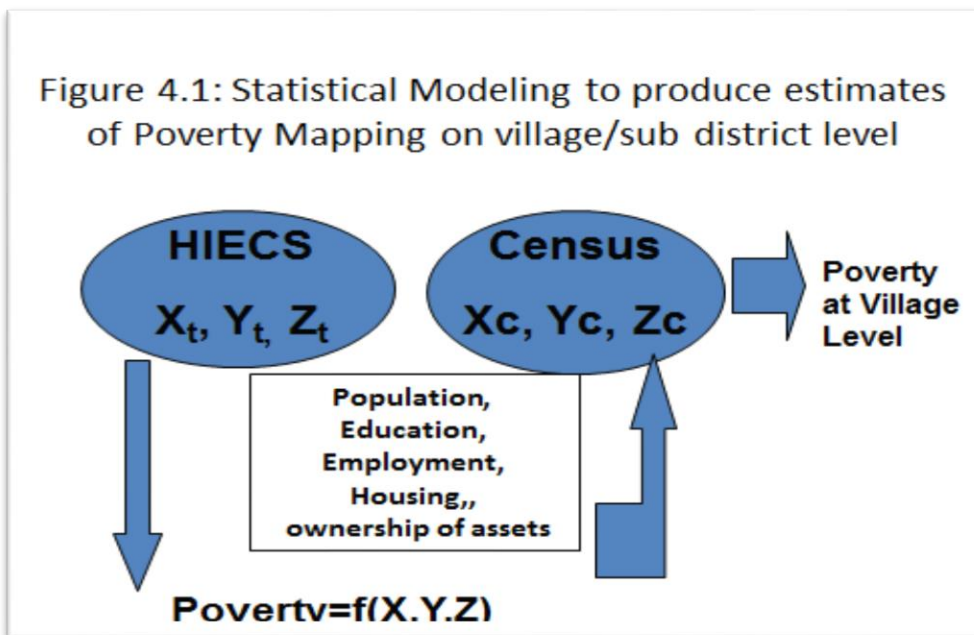 Figure 4.1: Statistical Modeling to produce estimates
of Poverty Mapping on village/sub district level
HIECS
Xt, Yt, Zt
Census
Xc, Yc, Zc
Poverty
at Village
Level
Population,
Education,
Employment,
Housing,,
ownership of assets
Poverty=f(X.Y.Z)